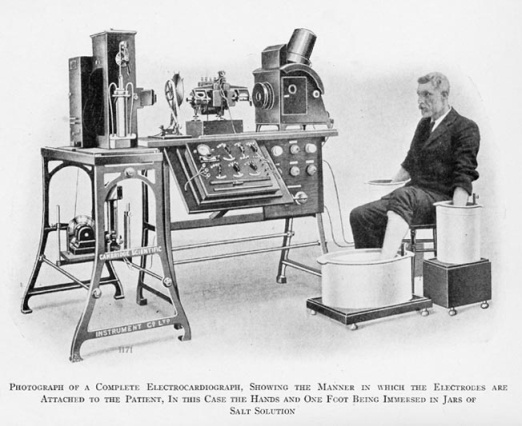 CAMBRIDGE SCIENTIFIC
INSTRUMENT CO LTD
1171
PHOTOGRAPH OF A COMPLETE ELECTROCARDIOGRAPH, SHOWING THE MANNER IN WHICH THE ELECTRODES ARE
ATTACHED TO THE PATIENT, IN THIS CASE THE HANDS AND ONE FOOT BEING IMMERSED IN JARS OF
SALT SOLUTION